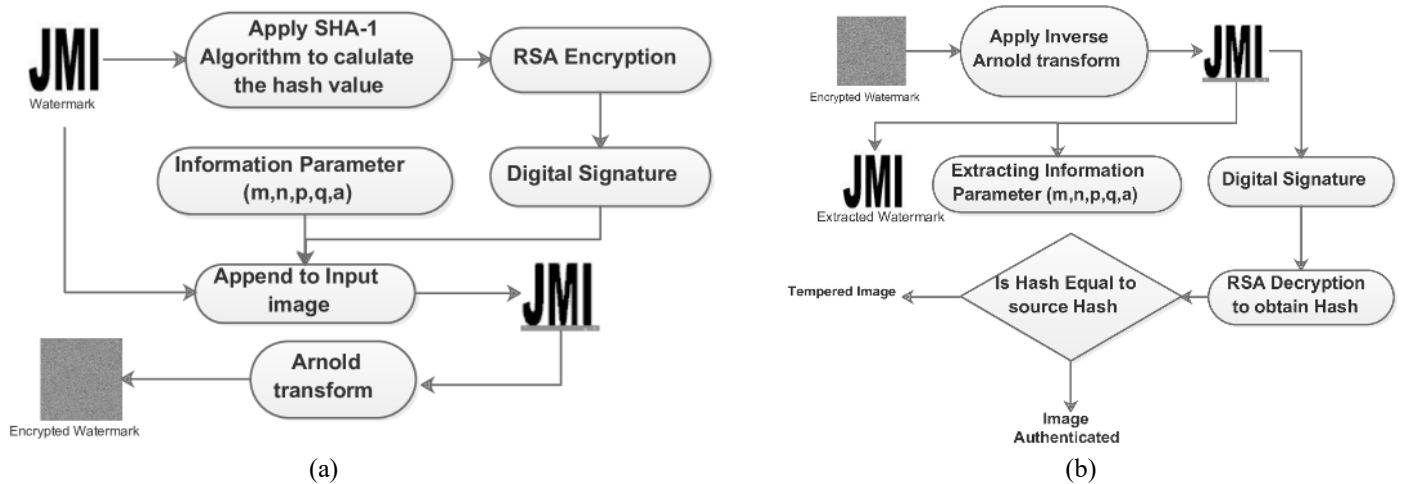 JMI
Watermark
Apply SHA-1
Algorithm to calulate
the hash value
RSA Encryption
Information Parameter
(m,n,p,q,a)
Digital Signature
Append to Input
image
JMI
Arnold
transform
Encrypted Watermark
(a)
Encrypted Watermark
Apply Inverse
Arnold transform
JMI
JMI
Extracted Watermark
Extracting Information
Parameter (m,n,p,q,a)
Digital Signature
Tempered Image
Is Hash Equal to
source Hash
RSA Decryption
to obtain Hash
Image
Authenticated
(b)